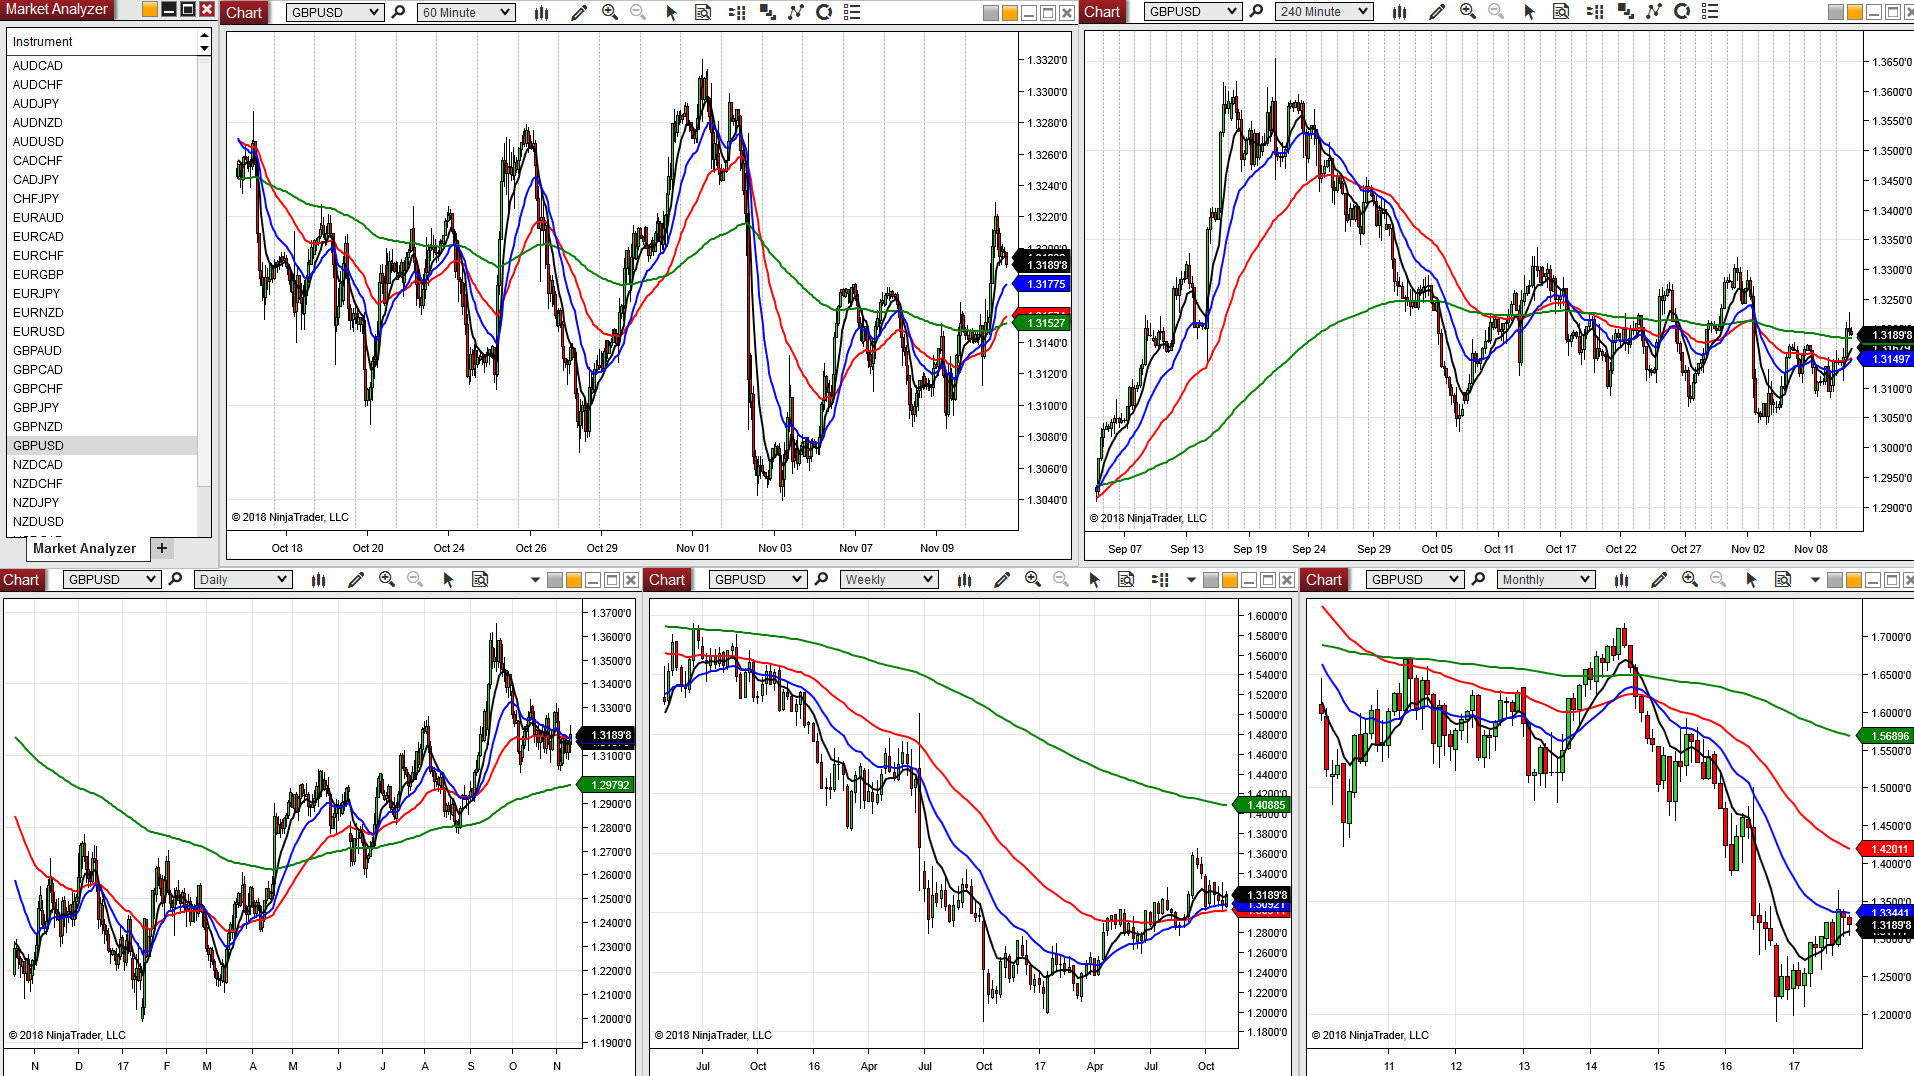 Market Analyzer
Instrument
AUDCAD
AUDCHF
AUDJPY
AUDNZD
AUDUSD
CADCHF
CADJPY
CHFJPY
EURAUD
EURCAD
EURCHF
EURGBP
EURJPY
EURNZD
EURUSD
GBPAUD
GBPCAD
GBPCHF
GBPJPY
GBPNZD
GBPUSD
NZDCAD
NZDCHF
NZDJPY
NZDUSD
Market Analyzer +
Chart GBPUSD 60 Minute
1.3320'0
1.3300'0
1.3280'0
1.3260'0
1.3240'0
1.3220'0
1.3189'8
1.31775
1.31527
1.3140'0
1.3120'0
1.3100'0
1.3080'0
1.3060'0
1.3040'0
© 2018 NinjaTrader, LLC
Oct 18 Oct 20 Oct 24 Oct 26 Oct 29 Nov 01 Nov 03 Nov 07 Nov 09
Chart GBPUSD 240 Minute
1.3650'0
1.3600'0
1.3550'0
1.3500'0
1.3450'0
1.3400'0
1.3350'0
1.3300'0
1.3250'0
1.3189'8
1.31497
1.3100'0
1.3050'0
1.3000'0
1.2950'0
1.2900'0
© 2018 NinjaTrader, LLC
Sep 07 Sep 13 Sep 19 Sep 24 Sep 29 Oct 05 Oct 11 Oct 17 Oct 22 Oct 27 Nov 02 Nov 08
Chart GBPUSD Daily
1.3700'0
1.3600'0
1.3500'0
1.3400'0
1.3300'0
1.3189'8
1.3100'0
1.29792
1.2900'0
1.2800'0
1.2700'0
1.2600'0
1.2500'0
1.2400'0
1.2300'0
1.2200'0
1.2100'0
1.2000'0
1.1900'0
© 2018 NinjaTrader, LLC
N D 17 F M A M J J A S O N
Chart GBPUSD Weekly
1.6000'0
1.5800'0
1.5600'0
1.5400'0
1.5200'0
1.5000'0
1.4800'0
1.4600'0
1.4400'0
1.4200'0
1.40885
1.4000'0
1.3800'0
1.3600'0
1.3400'0
1.3189'8
1.30921
1.2800'0
1.2600'0
1.2400'0
1.2200'0
1.2000'0
1.1800'0
© 2018 NinjaTrader, LLC
Jul Oct 16 Apr Jul Oct 17 Apr Jul Oct
Chart GBPUSD Monthly
1.7000'0
1.6500'0
1.6000'0
1.56896
1.5500'0
1.5000'0
1.4500'0
1.42011
1.4000'0
1.3500'0
1.33441
1.3189'8
1.2500'0
1.2000'0
© 2018 NinjaTrader, LLC
11 12 13 14 15 16 17